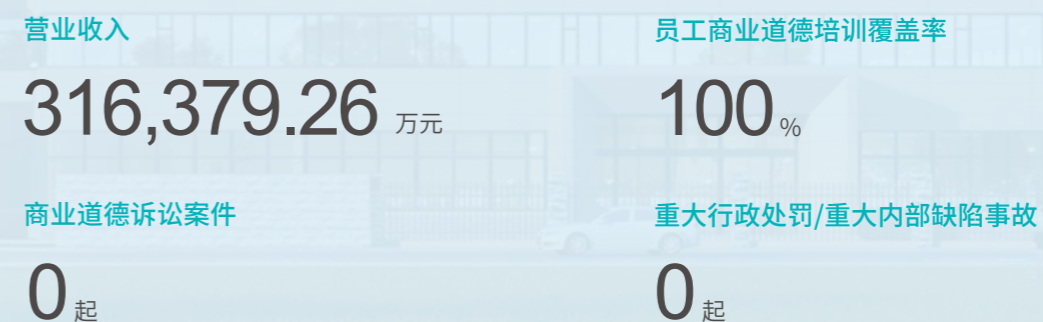 营业收入
316,379.26 万元
员工商业道德培训覆盖率
100 %
商业道德诉讼案件
0 起
重大行政处罚/重大内部缺陷事故
0 起